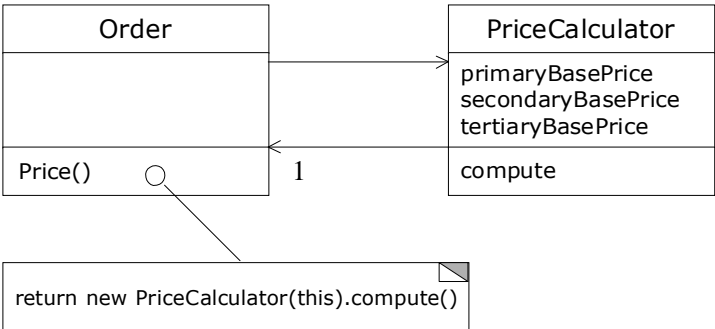 Order
PriceCalculator
primaryBasePrice
secondaryBasePrice
tertiaryBasePrice
Price()
1
compute
return new PriceCalculator(this).compute()